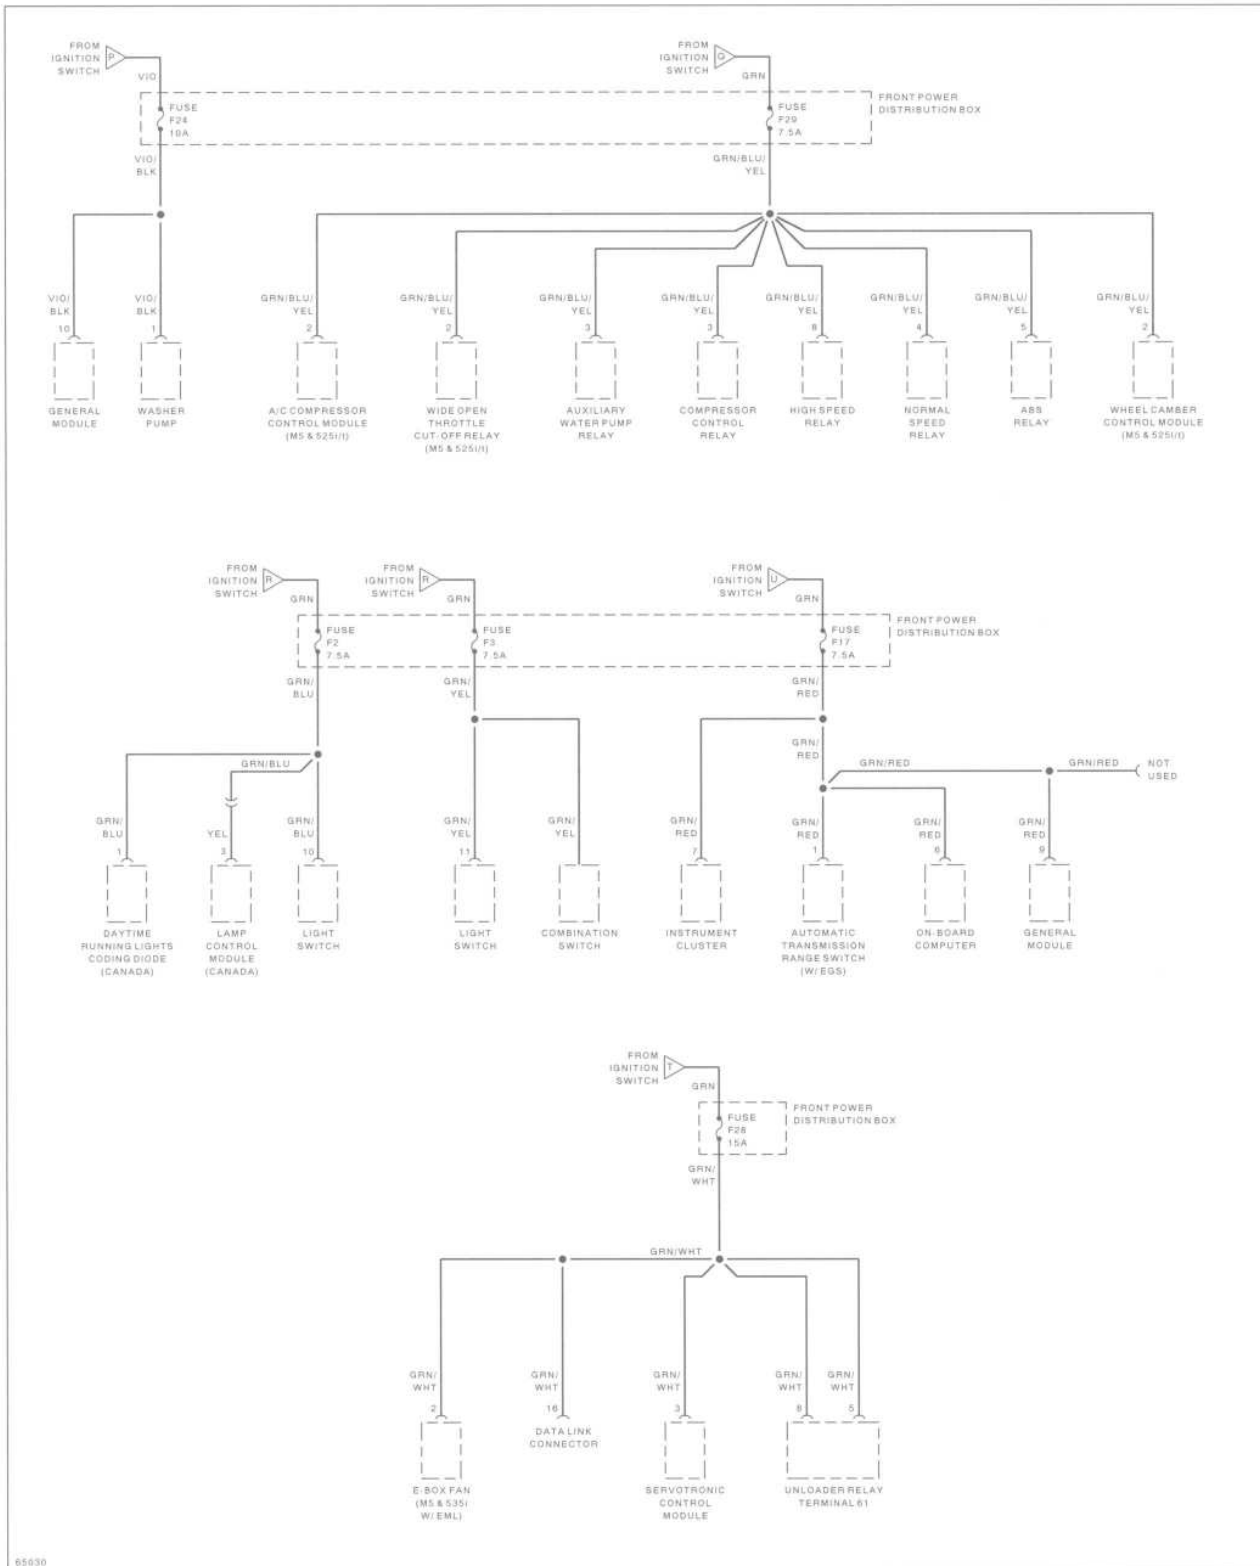 FROM
IGNITION
SWITCH
P
VIO
FUSE
F24
10A
VIO/
BLK
FROM
IGNITION
SWITCH
Q
GRN
FUSE
F29
7.5A
FRONT POWER
DISTRIBUTION BOX
GRN/BLU/
YEL
VIO/
BLK
10
GENERAL
MODULE
VIO/
BLK
1
WASHER
PUMP
GRN/BLU/
YEL
2
A/C COMPRESSOR
CONTROL MODULE
(M5 & 525i/t)
GRN/BLU/
YEL
2
WIDE OPEN
THROTTLE
CUT-OFF RELAY
(M5 & 525i/t)
GRN/BLU/
YEL
3
AUXILIARY
WATER PUMP
RELAY
GRN/BLU/
YEL
3
COMPRESSOR
CONTROL
RELAY
GRN/BLU/
YEL
8
HIGH SPEED
RELAY
GRN/BLU/
YEL
4
NORMAL
SPEED
RELAY
GRN/BLU/
YEL
5
ABS
RELAY
GRN/BLU/
YEL
2
WHEEL CAMBER
CONTROL MODULE
(M5 & 525i/t)
FROM
IGNITION
SWITCH
R
GRN
FUSE
F2
7.5A
GRN/
BLU
FROM
IGNITION
SWITCH
R
GRN
FUSE
F3
7.5A
GRN/
YEL
FROM
IGNITION
SWITCH
U
GRN
FUSE
F17
7.5A
FRONT POWER
DISTRIBUTION BOX
GRN/
RED
GRN/BLU
GRN/
RED
GRN/RED
GRN/RED
NOT
USED
GRN/
BLU
1
DAYTIME
RUNNING LIGHTS
CODING DIODE
(CANADA)
YEL
3
LAMP
CONTROL
MODULE
(CANADA)
GRN/
BLU
10
LIGHT
SWITCH
GRN/
YEL
11
LIGHT
SWITCH
GRN/
YEL
COMBINATION
SWITCH
GRN/
RED
7
INSTRUMENT
CLUSTER
GRN/
RED
1
AUTOMATIC
TRANSMISSION
RANGE SWITCH
(W/ EGS)
GRN/
RED
6
ON-BOARD
COMPUTER
GRN/
RED
9
GENERAL
MODULE
FROM
IGNITION
SWITCH
T
GRN
FUSE
F28
15A
FRONT POWER
DISTRIBUTION BOX
GRN/
WHT
GRN/WHT
GRN/
WHT
2
E-BOX FAN
(M5 & 535i
W/ EML)
GRN/
WHT
16
DATA LINK
CONNECTOR
GRN/
WHT
3
SERVOTRONIC
CONTROL
MODULE
GRN/
WHT
8
GRN/
WHT
5
UNLOADER RELAY
TERMINAL 61
65030